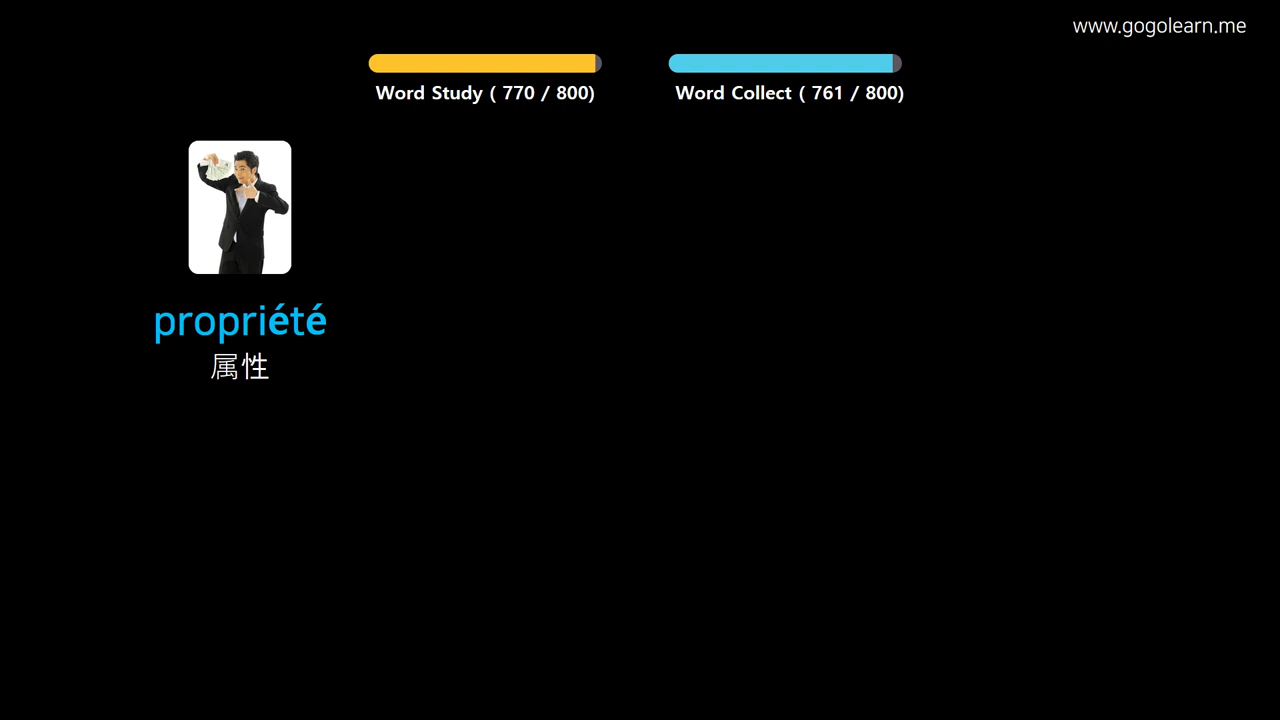 www.gogolearn.me
Word Study ( 770 / 800)
Word Collect ( 761 / 800)
propriété
属性